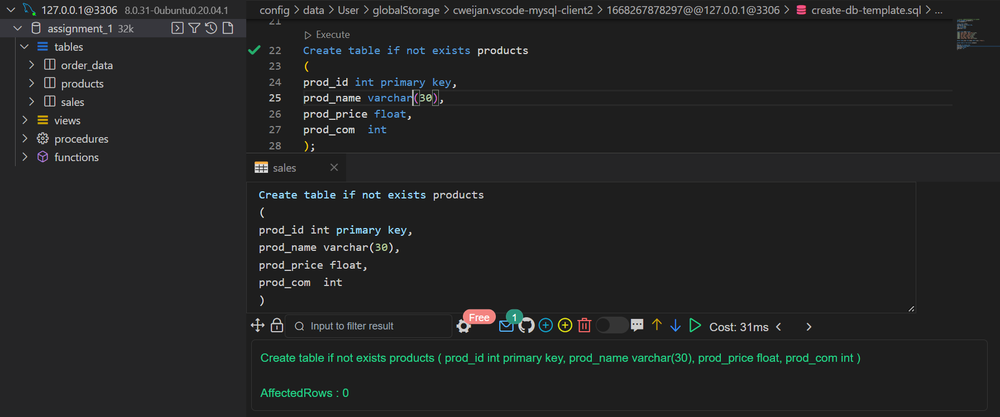 127.0.0.1@3306 8.0.31-0ubuntu0.20.04.1
assignment_1 32k
tables
order_data
products
sales
views
procedures
functions
config > data > User > globalStorage > cweijan.vscode-mysql-client2 > 1668267878297@@127.0.0.1@3306 > create-db-template.sql > ...
21
Execute
22 Create table if not exists products
23 (
24 prod_id int primary key,
25 prod_name varchar(30),
26 prod_price float,
27 prod_com  int
28 );
sales
Create table if not exists products
(
prod_id int primary key,
prod_name varchar(30),
prod_price float,
prod_com  int
)
Input to filter result Free 1 Cost: 31ms
Create table if not exists products ( prod_id int primary key, prod_name varchar(30), prod_price float, prod_com int )
AffectedRows : 0